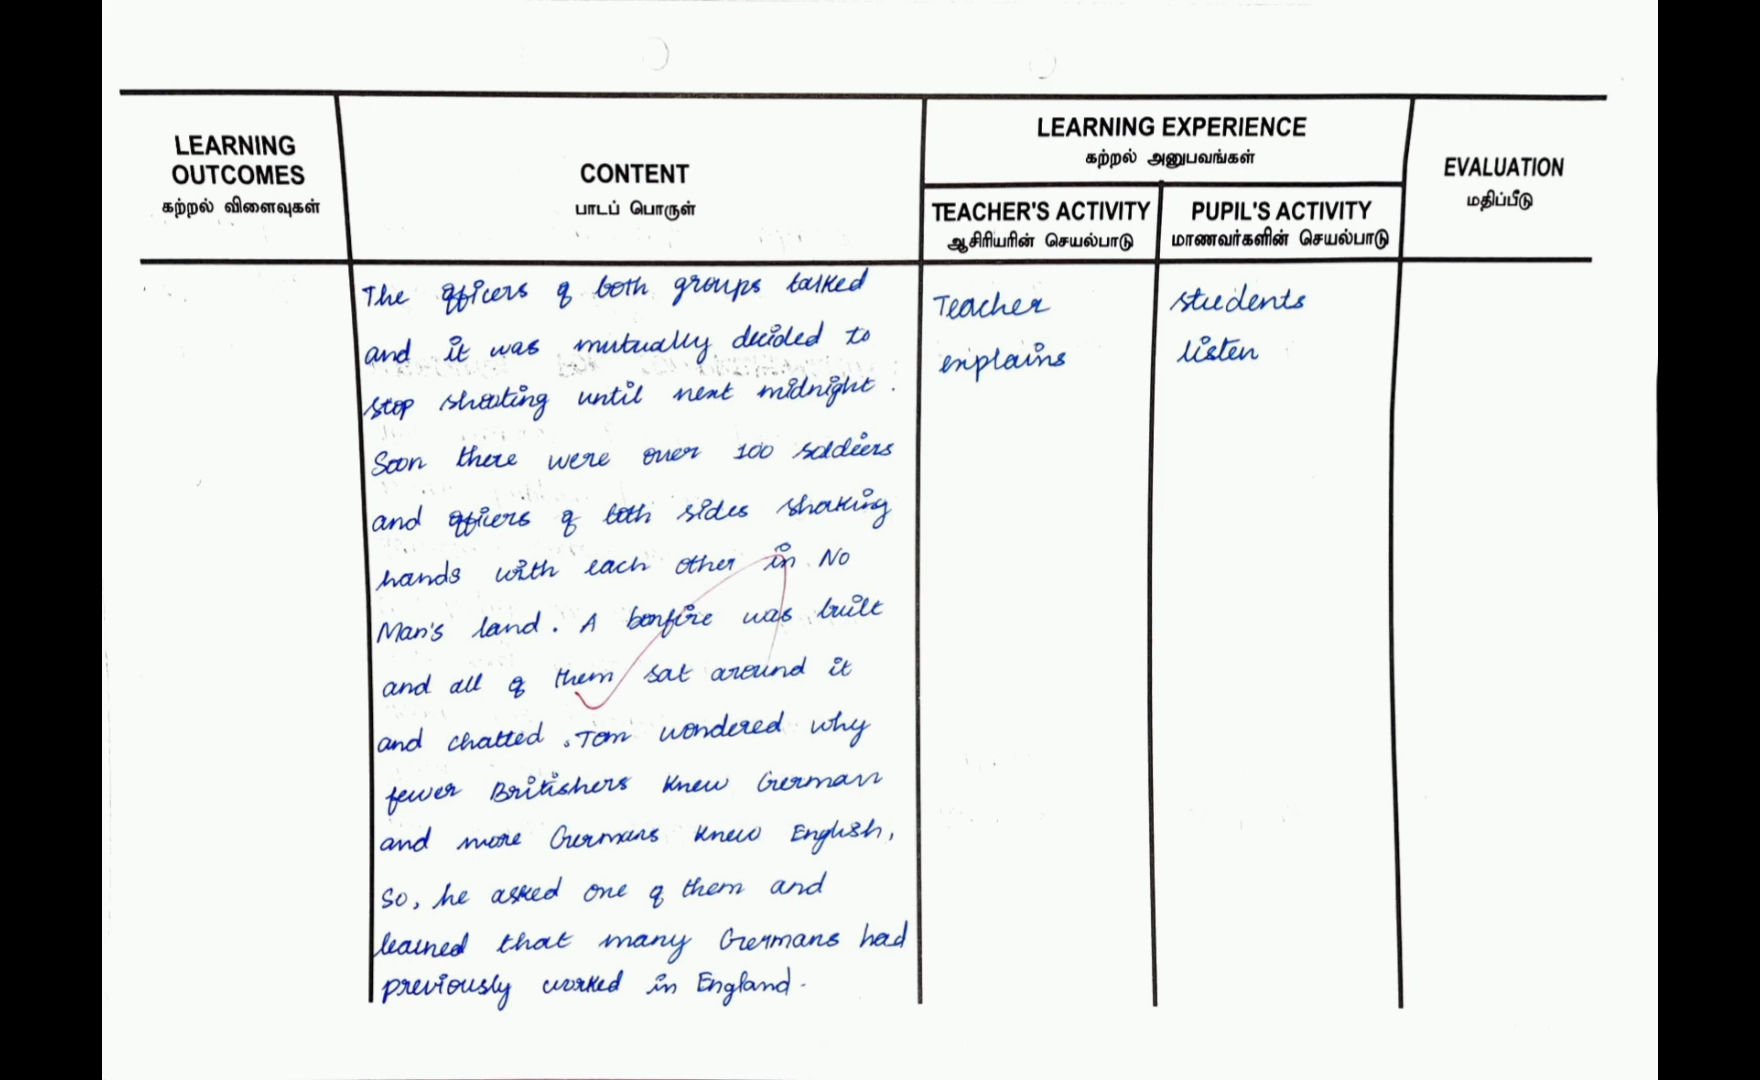 LEARNING
OUTCOMES
கற்றல் விளைவுகள்
CONTENT
பாடப் பொருள்
LEARNING EXPERIENCE
கற்றல் அனுபவங்கள்
TEACHER'S ACTIVITY
ஆசிரியரின் செயல்பாடு
PUPIL'S ACTIVITY
மாணவர்களின் செயல்பாடு
EVALUATION
மதிப்பீடு
The officers of both groups talked
and it was mutually decided to
stop shooting until next midnight.
Soon there were over 100 soldiers
and officers of both sides shaking
hands with each other in No
Man's land. A bonfire was built
and all of them sat around it
and chatted. Tom wondered why
fewer Britishers knew German
and more Germans knew English,
So, he asked one of them and
learned that many Germans had
previously worked in England.
Teacher
explains
students
listen